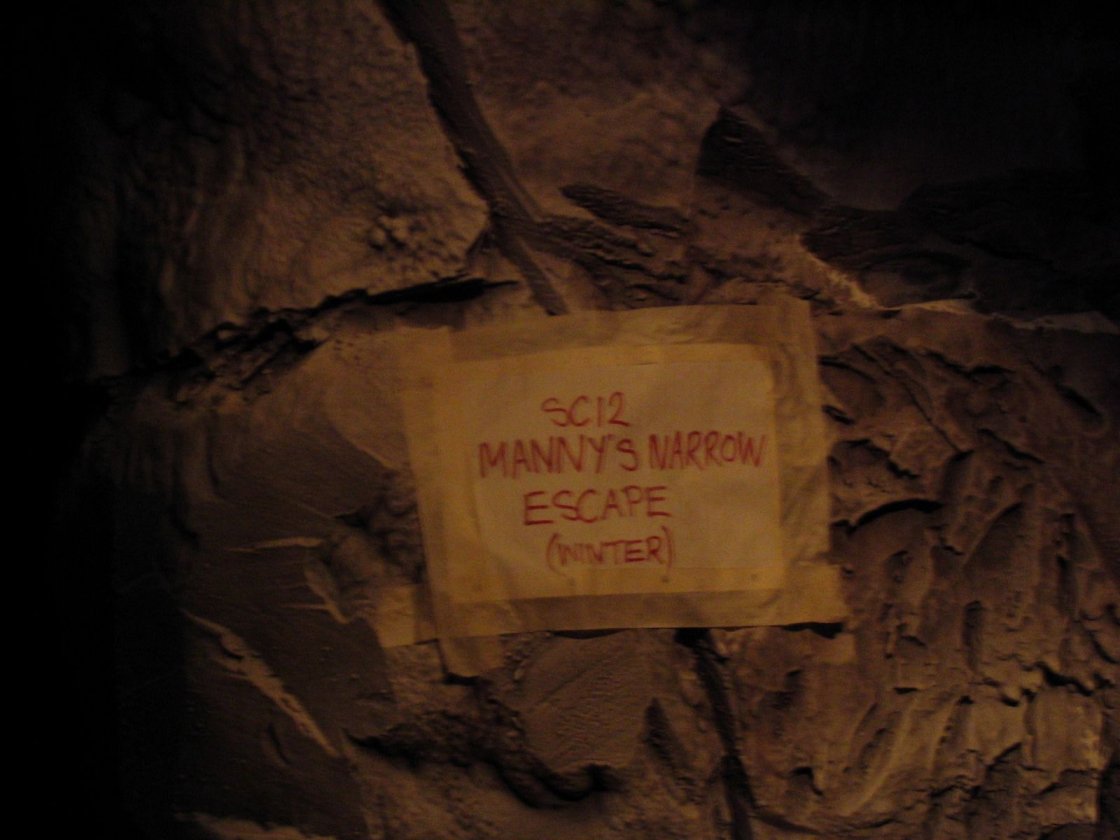 SC12
MANNY'S NARROW
ESCAPE
(WINTER)